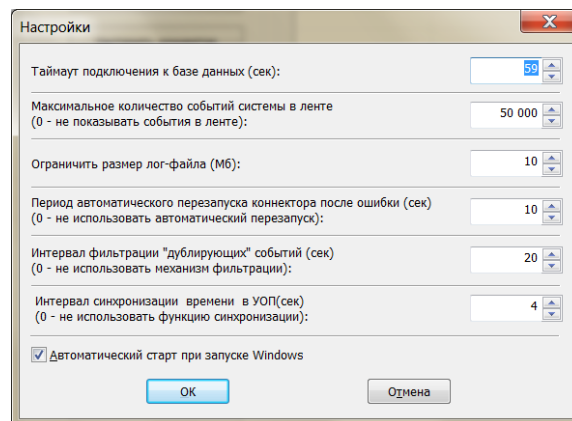 Настройки
Таймаут подключения к базе данных (сек):
59
Максимальное количество событий системы в ленте
(0 - не показывать события в ленте):
50 000
Ограничить размер лог-файла (Мб):
10
Период автоматического перезапуска коннектора после ошибки (сек)
(0 - не использовать автоматический перезапуск):
10
Интервал фильтрации "дублирующих" событий (сек)
(0 - не использовать механизм фильтрации):
20
Интервал синхронизации времени в УОП(сек)
(0 - не использовать функцию синхронизации):
4
Автоматический старт при запуске Windows
ОК
Отмена